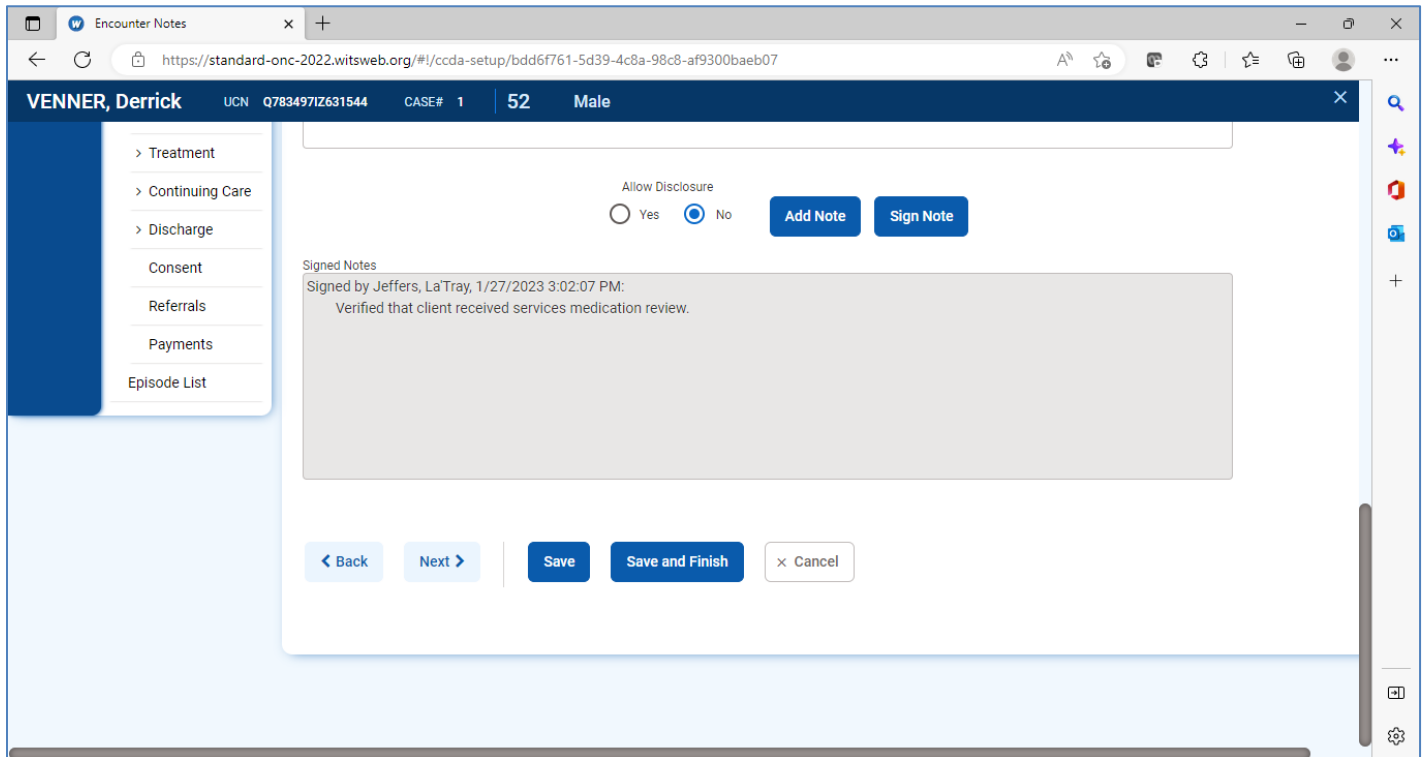 Encounter Notes
https://standard-onc-2022.witsweb.org/#!/ccda-setup/bdd6f761-5d39-4c8a-98c8-af9300baeb07
VENNER, Derrick UCN Q783497IZ631544 CASE# 1 52 Male
Treatment
Continuing Care
Discharge
Consent
Referrals
Payments
Episode List
Allow Disclosure
Yes No Add Note Sign Note
Signed Notes
Signed by Jeffers, La'Tray, 1/27/2023 3:02:07 PM:
Verified that client received services medication review.
Back Next Save Save and Finish Cancel